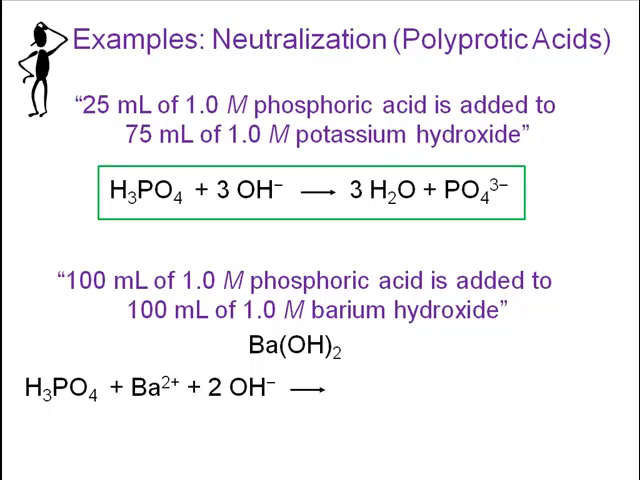 Examples: Neutralization (Polyprotic Acids)
“25 mL of 1.0 M phosphoric acid is added to
75 mL of 1.0 M potassium hydroxide”
H₃PO₄ + 3 OH⁻ ⟶ 3 H₂O + PO₄³⁻
“100 mL of 1.0 M phosphoric acid is added to
100 mL of 1.0 M barium hydroxide”
Ba(OH)₂
H₃PO₄ + Ba²⁺ + 2 OH⁻ ⟶